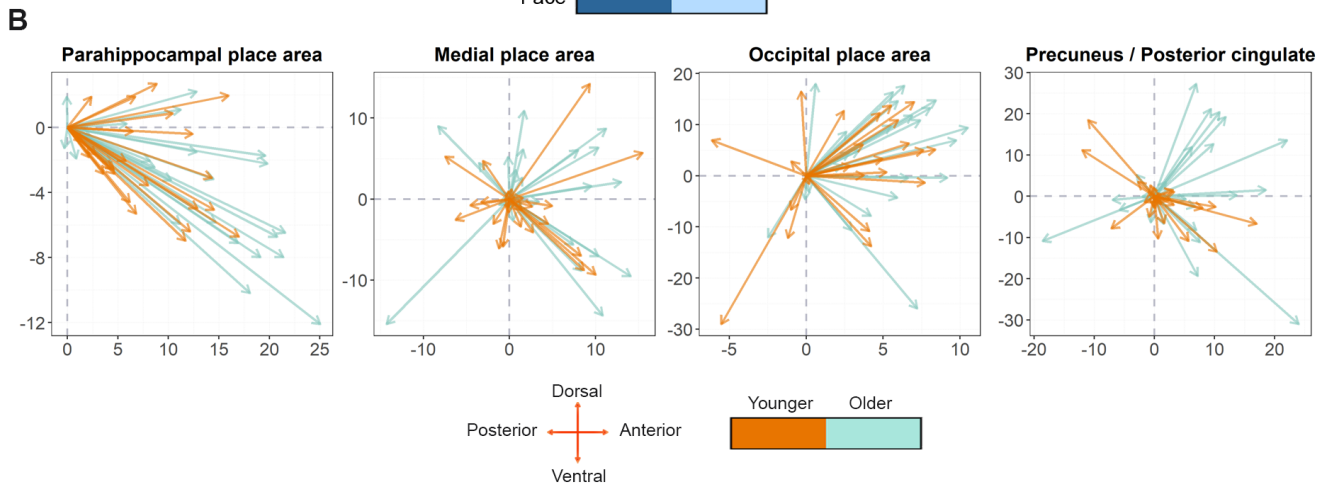 Face
B
Parahippocampal place area
Medial place area
Occipital place area
Precuneus / Posterior cingulate
0
-4
-8
-12
0 5 10 15 20 25
10
0
-10
-10 0 10
20
10
0
-10
-20
-30
-5 0 5 10
30
20
10
0
-10
-20
-30
-20 -10 0 10 20
Dorsal
Posterior
Anterior
Ventral
Younger Older